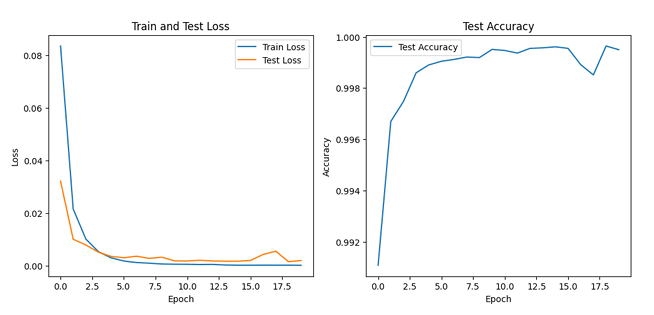 Train and Test Loss
Train Loss
Test Loss
0.08
0.06
0.04
0.02
0.00
Loss
0.0 2.5 5.0 7.5 10.0 12.5 15.0 17.5
Epoch
Test Accuracy
Test Accuracy
1.000
0.998
0.996
0.994
0.992
Accuracy
0.0 2.5 5.0 7.5 10.0 12.5 15.0 17.5
Epoch